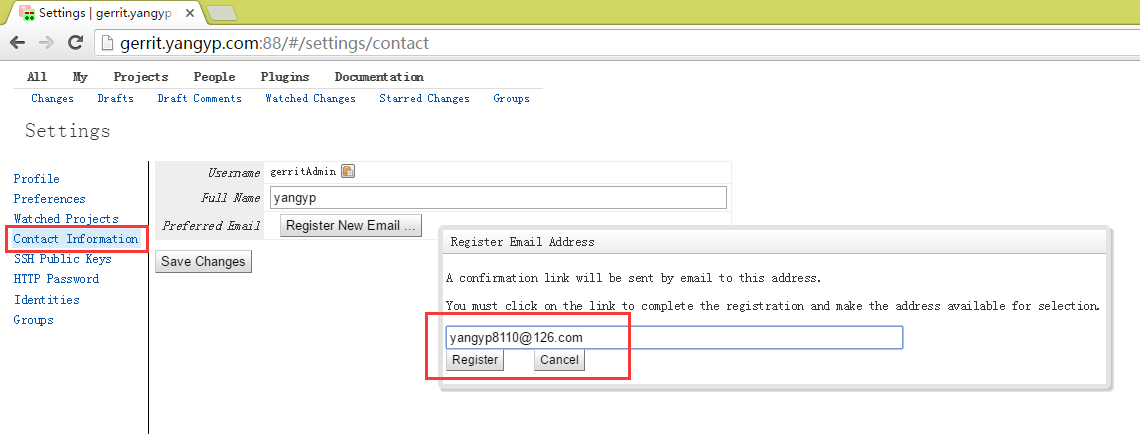 Settings | gerrit.yangyp
gerrit.yangyp.com:88/#/settings/contact
All My Projects People Plugins Documentation
Changes Drafts Draft Comments Watched Changes Starred Changes Groups
Settings
Profile
Preferences
Watched Projects
Contact Information
SSH Public Keys
HTTP Password
Identities
Groups
Username gerritAdmin
Full Name yangyp
Preferred Email Register New Email ...
Save Changes
Register Email Address
A confirmation link will be sent by email to this address.
You must click on the link to complete the registration and make the address available for selection.
yangyp8110@126.com
Register Cancel